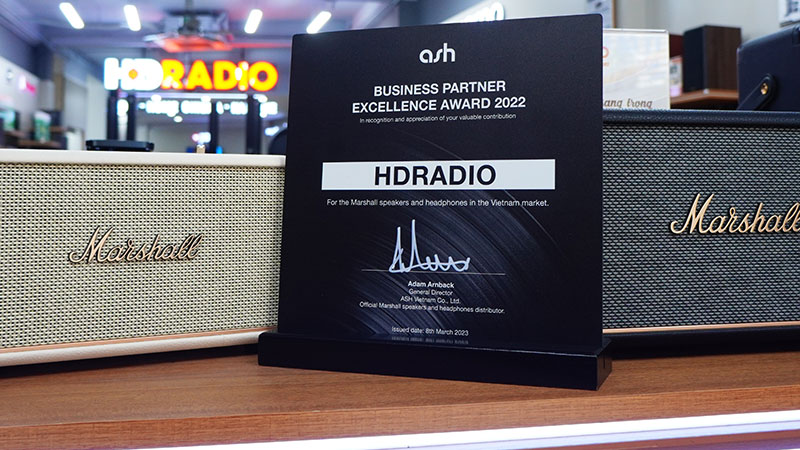 HDRADIO
ash
BUSINESS PARTNER
EXCELLENCE AWARD 2022
In recognition and appreciation of your valuable contribution
HDRADIO
For the Marshall speakers and headphones in the Vietnam market.
Adam Arnback
General Director
ASH Vietnam Co., Ltd.
Official Marshall speakers and headphones distributor.
Issued date: 8th March 2023
Marshall
Marshall
ang trong